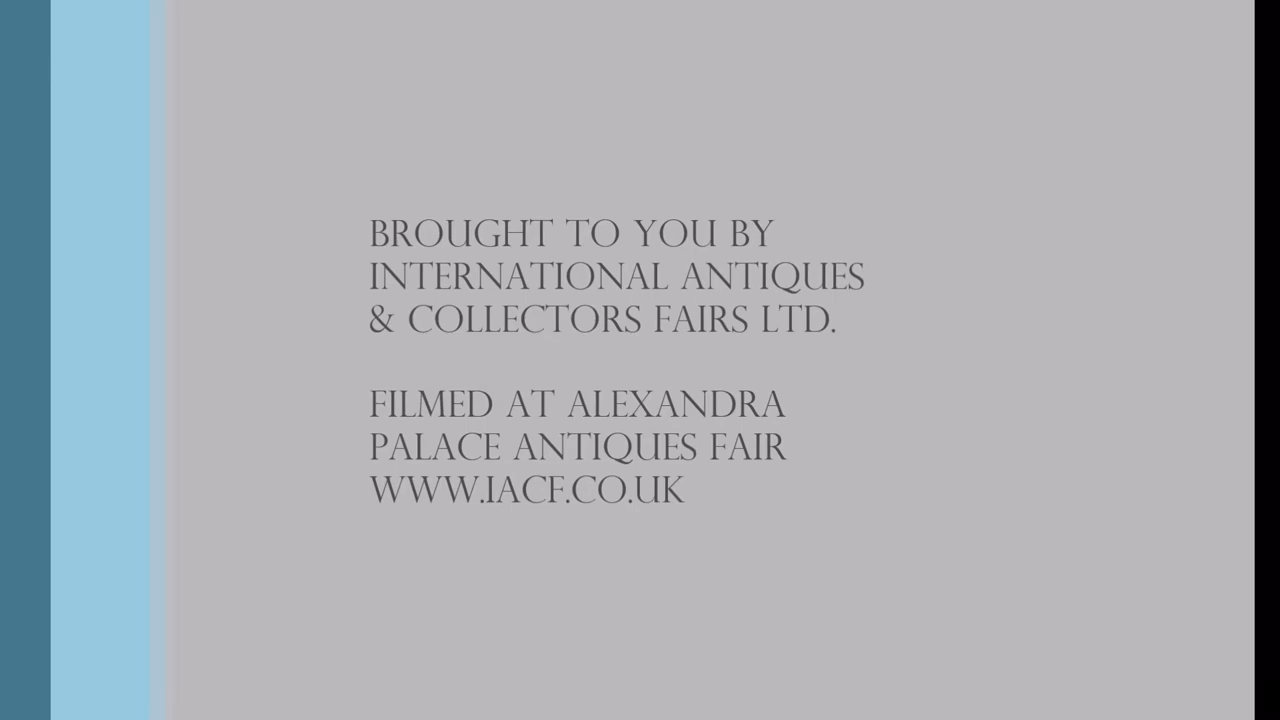 BROUGHT TO YOU BY
INTERNATIONAL ANTIQUES
& COLLECTORS FAIRS LTD.
FILMED AT ALEXANDRA
PALACE ANTIQUES FAIR
WWW.IACF.CO.UK